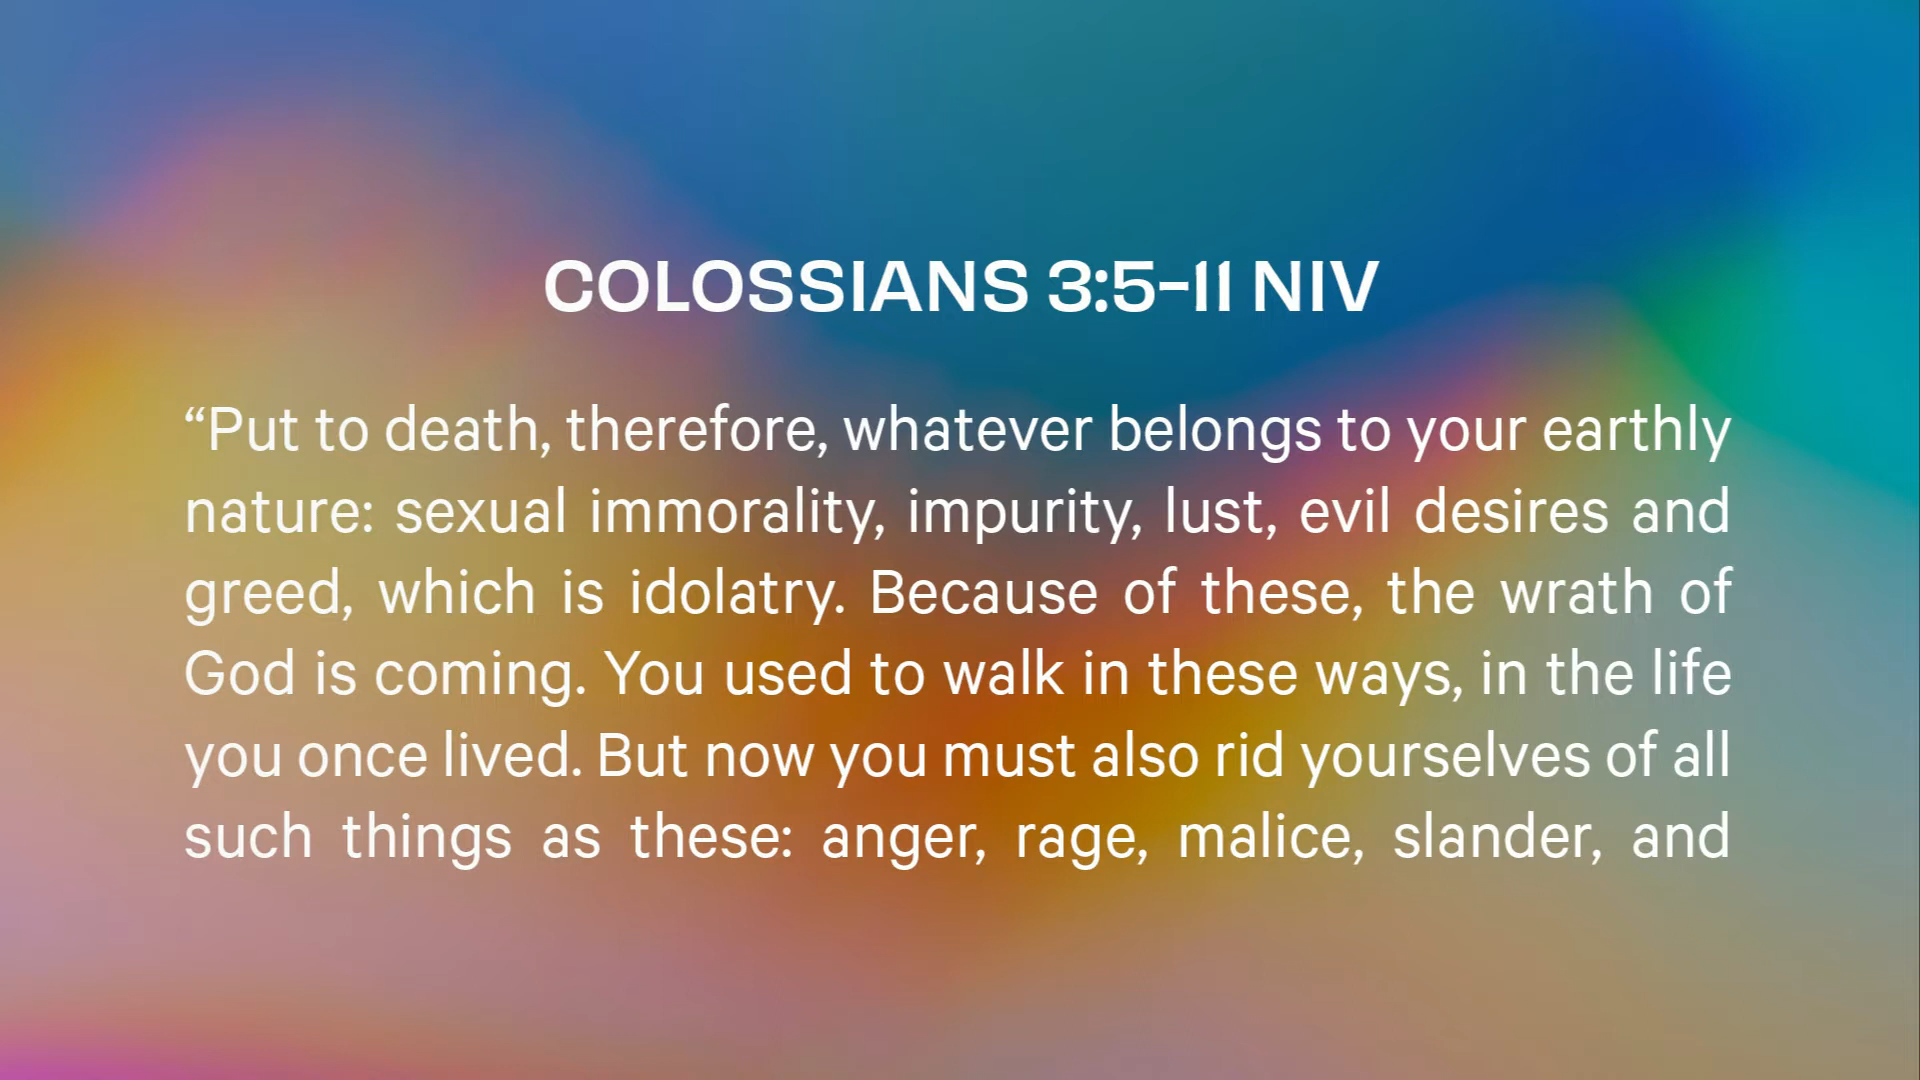 COLOSSIANS 3:5-11 NIV
“Put to death, therefore, whatever belongs to your earthly
nature: sexual immorality, impurity, lust, evil desires and
greed, which is idolatry. Because of these, the wrath of
God is coming. You used to walk in these ways, in the life
you once lived. But now you must also rid yourselves of all
such things as these: anger, rage, malice, slander, and